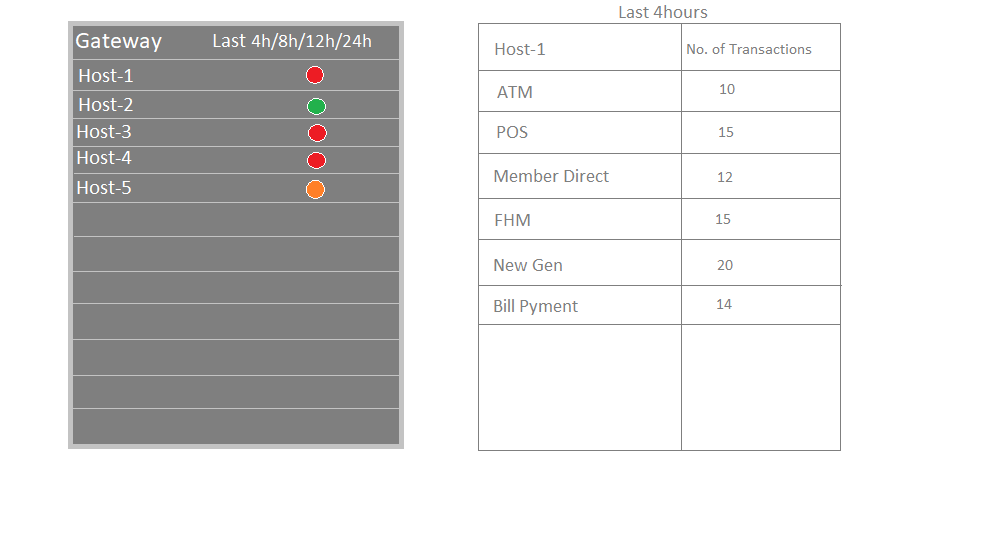 Gateway Last 4h/8h/12h/24h
Host-1
Host-2
Host-3
Host-4
Host-5
Last 4hours
Host-1 No. of Transactions
ATM 10
POS 15
Member Direct 12
FHM 15
New Gen 20
Bill Pyment 14